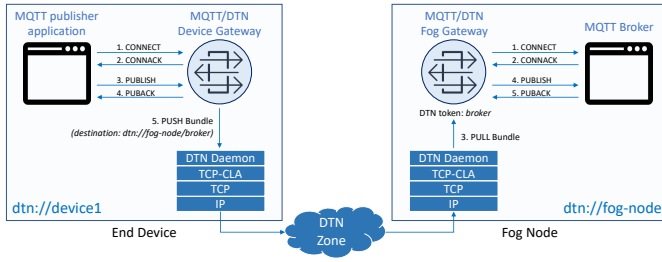 MQTT publisher
application
MQTT/DTN
Device Gateway
1. CONNECT
2. CONNACK
3. PUBLISH
4. PUBACK
5. PUSH Bundle
(destination: dtn://fog-node/broker)
DTN Daemon
TCP-CLA
TCP
IP
dtn://device1
End Device
DTN
Zone
MQTT/DTN
Fog Gateway
MQTT Broker
1. CONNECT
2. CONNACK
4. PUBLISH
5. PUBACK
DTN token: broker
3. PULL Bundle
DTN Daemon
TCP-CLA
TCP
IP
dtn://fog-node
Fog Node